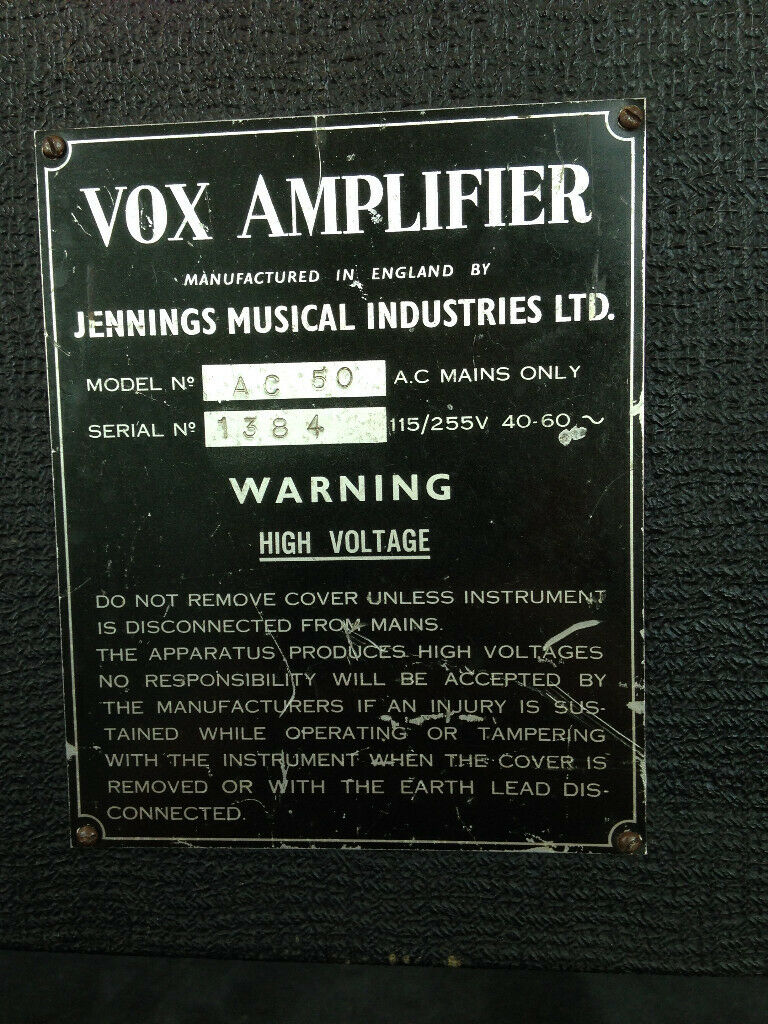 VOX AMPLIFIER
MANUFACTURED IN ENGLAND BY
JENNINGS MUSICAL INDUSTRIES LTD.
MODEL Nº AC 50 A.C MAINS ONLY
SERIAL Nº 1384 115/255V 40-60 ~
WARNING
HIGH VOLTAGE
DO NOT REMOVE COVER UNLESS INSTRUMENT
IS DISCONNECTED FROM MAINS.
THE APPARATUS PRODUCES HIGH VOLTAGES
NO RESPONSIBILITY WILL BE ACCEPTED BY
THE MANUFACTURERS IF AN INJURY IS SUS-
TAINED WHILE OPERATING OR TAMPERING
WITH THE INSTRUMENT WHEN THE COVER IS
REMOVED OR WITH THE EARTH LEAD DIS-
CONNECTED.